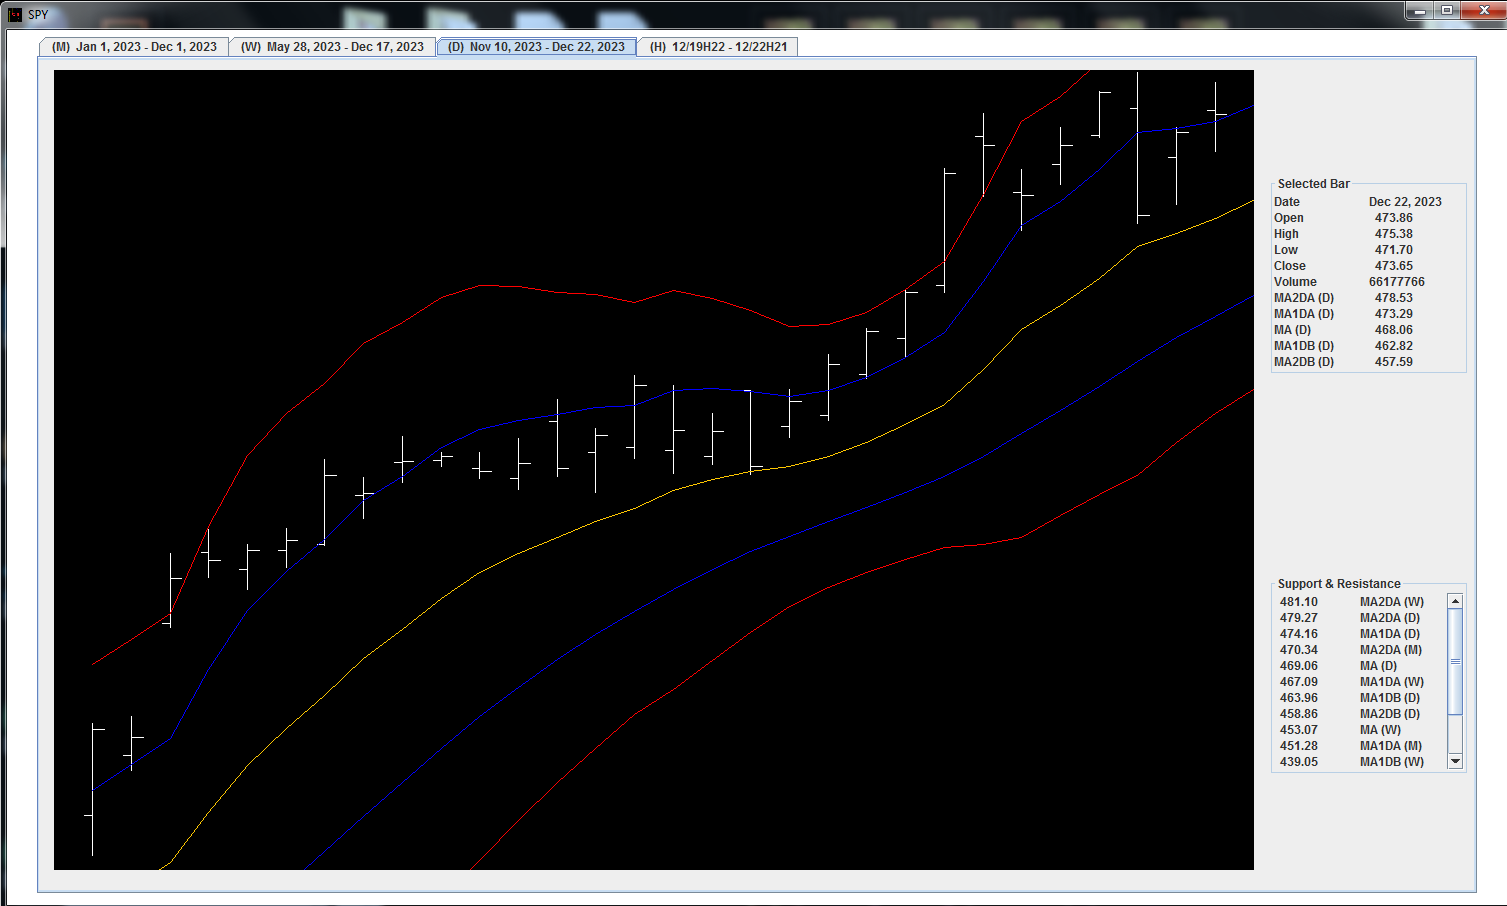 SPY
(M) Jan 1, 2023 - Dec 1, 2023
(W) May 28, 2023 - Dec 17, 2023
(D) Nov 10, 2023 - Dec 22, 2023
(H) 12/19H22 - 12/22H21
Selected Bar
Date Dec 22, 2023
Open 473.86
High 475.38
Low 471.70
Close 473.65
Volume 66177766
MA2DA (D) 478.53
MA1DA (D) 473.29
MA (D) 468.06
MA1DB (D) 462.82
MA2DB (D) 457.59
Support & Resistance
481.10 MA2DA (W)
479.27 MA2DA (D)
474.16 MA1DA (D)
470.34 MA2DA (M)
469.06 MA (D)
467.09 MA1DA (W)
463.96 MA1DB (D)
458.86 MA2DB (D)
453.07 MA (W)
451.28 MA1DA (M)
439.05 MA1DB (W)